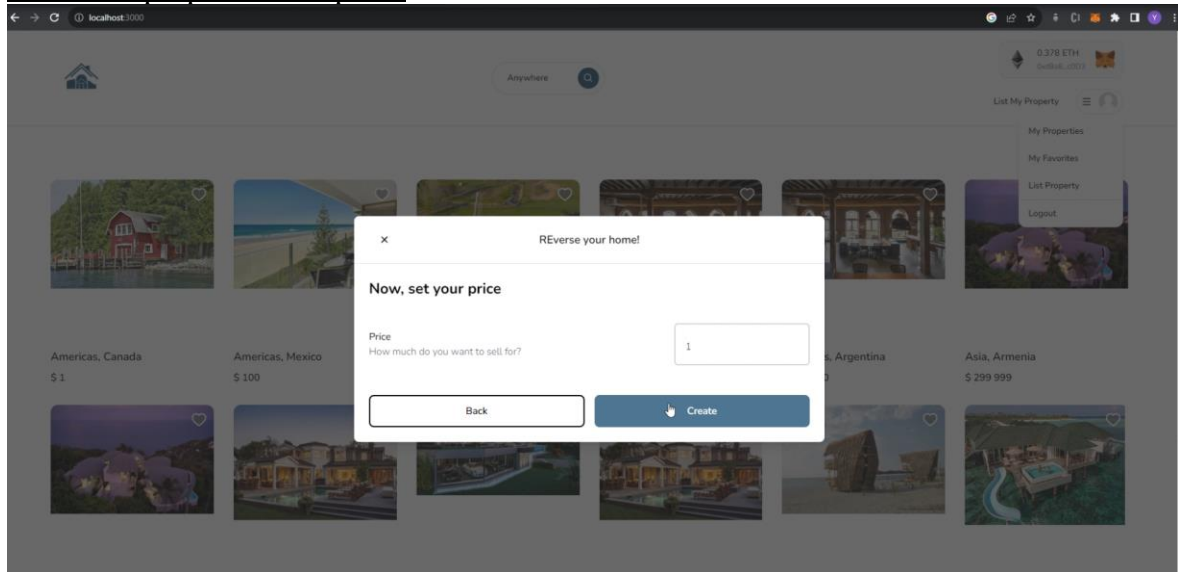 localhost:3000
Anywhere
0.378 ETH
List My Property
My Properties
My Favorites
List Property
Logout
REverse your home!
Now, set your price
Price
How much do you want to sell for?
1
Back
Create
Americas, Canada
$ 1
Americas, Mexico
$ 100
s, Argentina
Asia, Armenia
$ 299 999